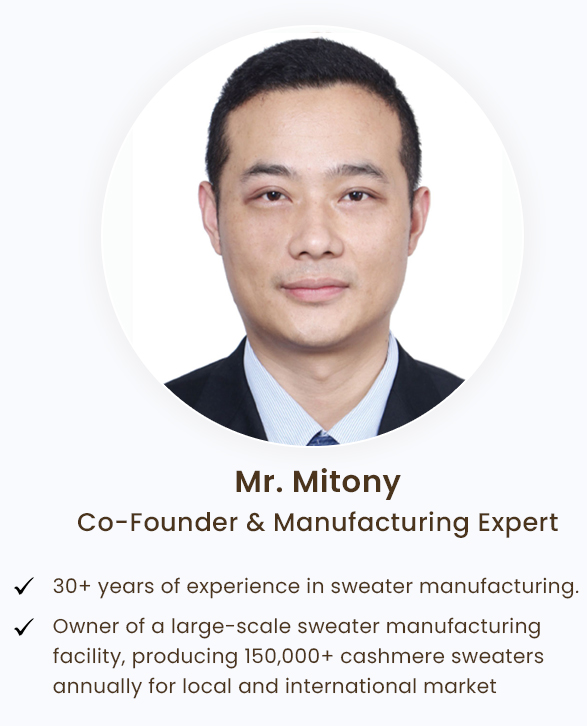 Mr. Mitony
Co-Founder & Manufacturing Expert
30+ years of experience in sweater manufacturing.
Owner of a large-scale sweater manufacturing
facility, producing 150,000+ cashmere sweaters
annually for local and international market